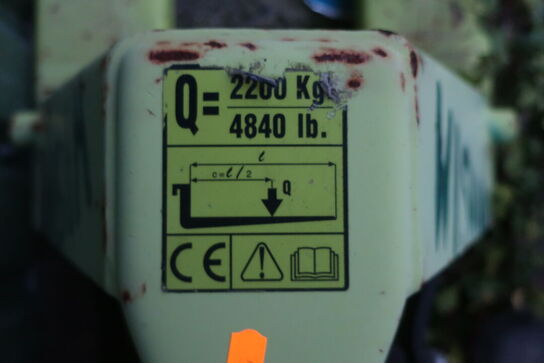 Q= 2200 Kg
4840 lb.
ℓ
c=ℓ/2
Q
CE